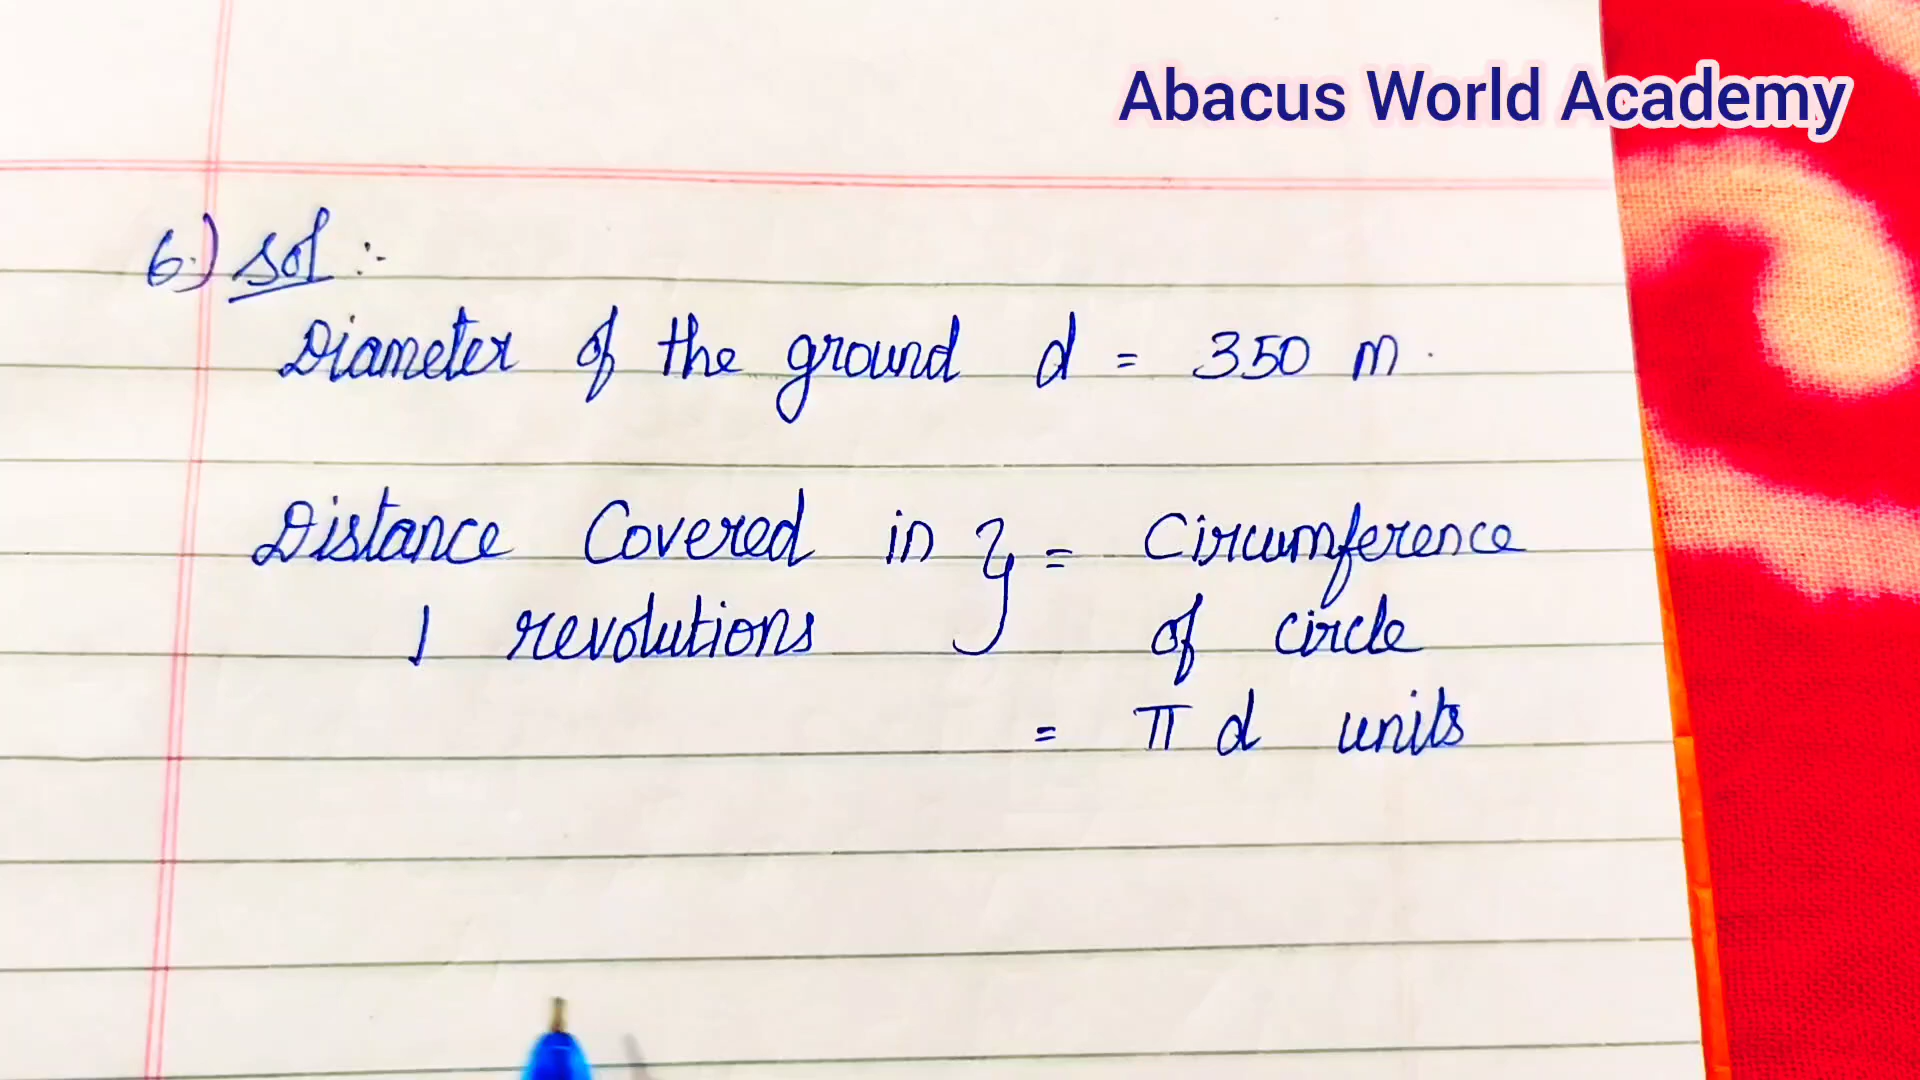 Abacus World Academy
6.) Sol :-
Diameter of the ground d = 350 m.
Distance Covered in } = Circumference
1 revolutions of circle
= π d units